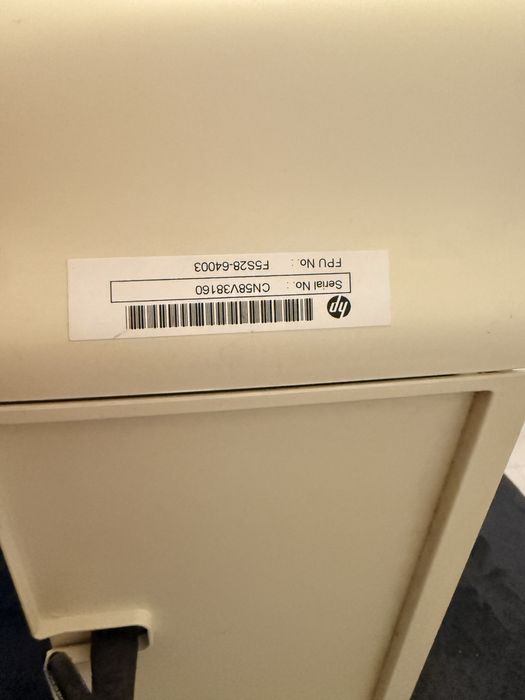 hp
Serial No.: CN58V38160
FPU No.: F5S28-64003